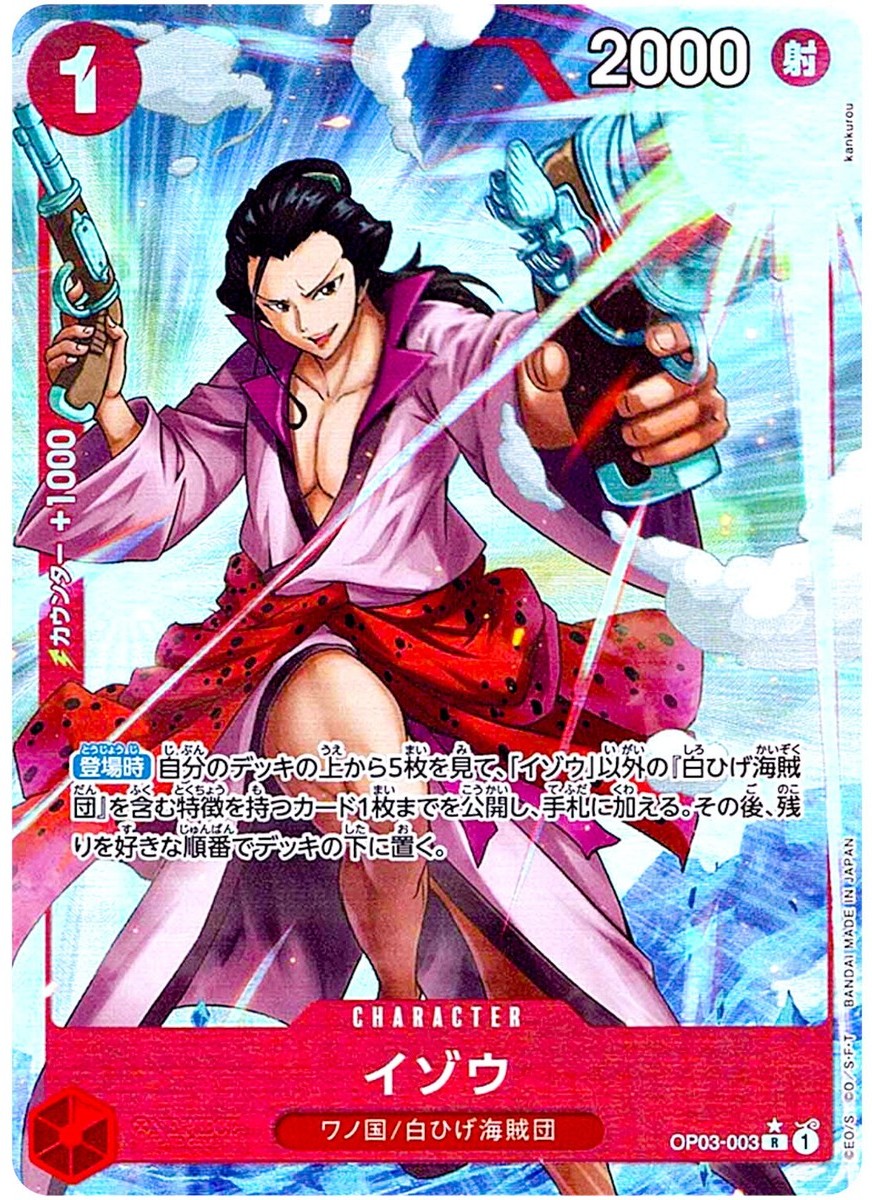 1
2000
射
kankurou
カウンター +1000
登場時 自分のデッキの上から5枚を見て、「イゾウ」以外の『白ひげ海賊
団』を含む特徴を持つカード1枚までを公開し、手札に加える。その後、残
りを好きな順番でデッキの下に置く。
CHARACTER
イゾウ
ワノ国/白ひげ海賊団
OP03-003 R 1
©EO/S ©O/S・F・T BANDAI MADE IN JAPAN